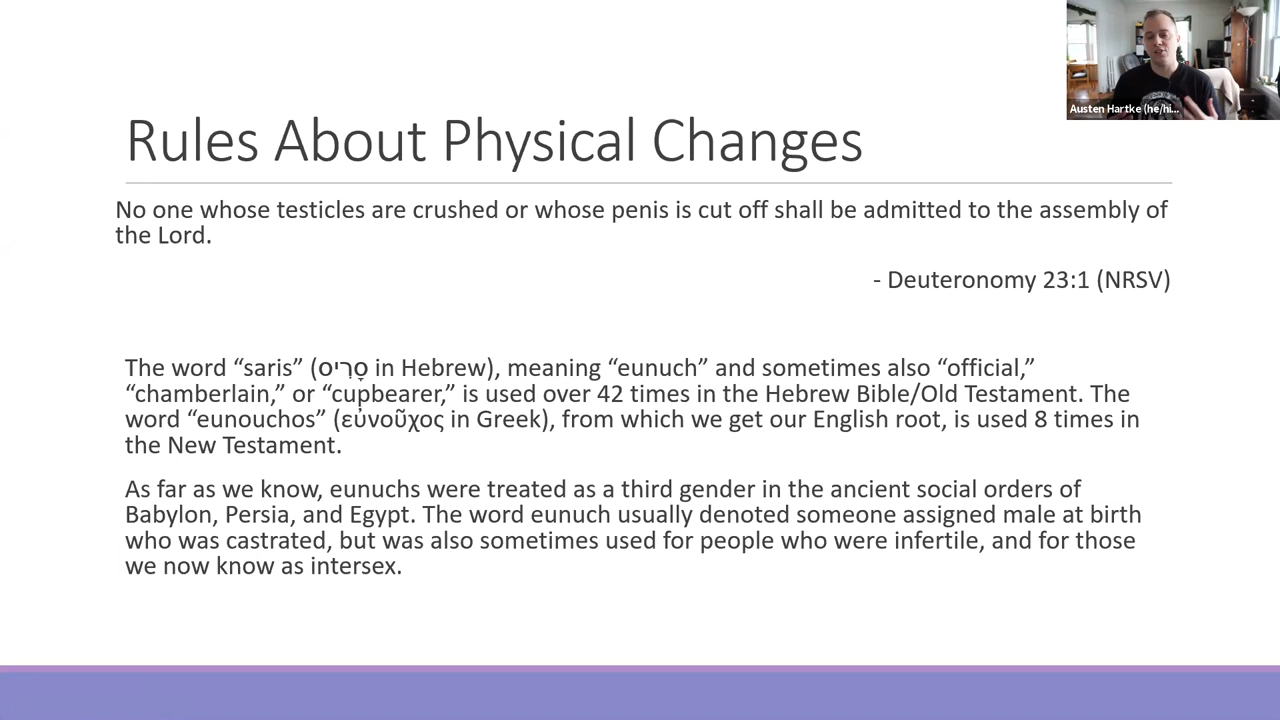 Austen Hartke (he/hi...
Rules About Physical Changes
No one whose testicles are crushed or whose penis is cut off shall be admitted to the assembly of
the Lord.
- Deuteronomy 23:1 (NRSV)
The word “saris” (סָרִיס in Hebrew), meaning “eunuch” and sometimes also “official,”
“chamberlain,” or “cupbearer,” is used over 42 times in the Hebrew Bible/Old Testament. The
word “eunouchos” (εὐνοῦχος in Greek), from which we get our English root, is used 8 times in
the New Testament.
As far as we know, eunuchs were treated as a third gender in the ancient social orders of
Babylon, Persia, and Egypt. The word eunuch usually denoted someone assigned male at birth
who was castrated, but was also sometimes used for people who were infertile, and for those
we now know as intersex.